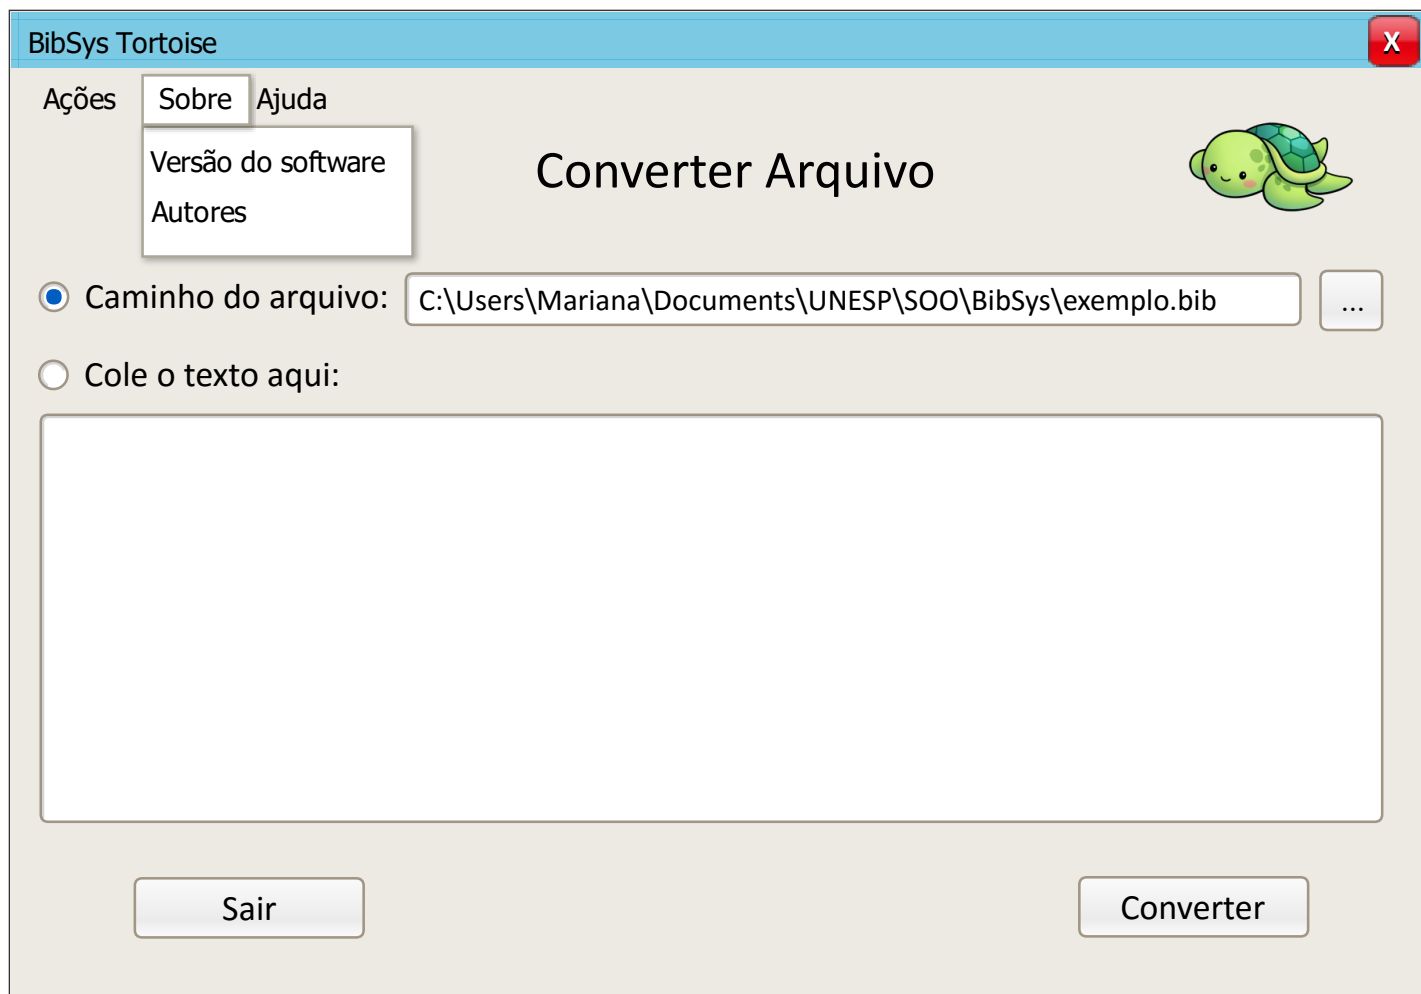 BibSys Tortoise
X
Ações Sobre Ajuda
Versão do software
Autores
Converter Arquivo
Caminho do arquivo: C:\Users\Mariana\Documents\UNESP\SOO\BibSys\exemplo.bib ...
Cole o texto aqui:
Sair
Converter